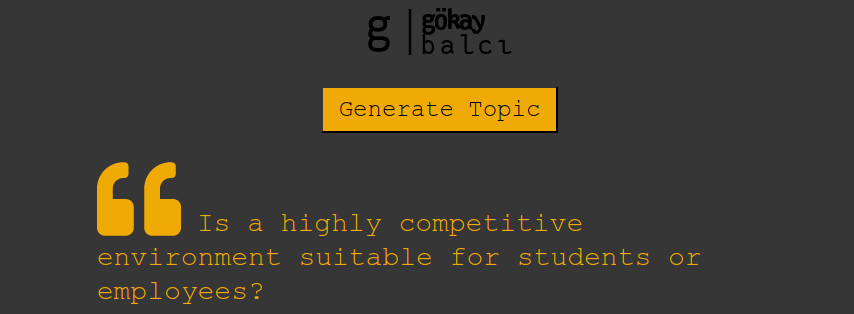 g | gökay
balcı
Generate Topic
Is a highly competitive
environment suitable for students or
employees?